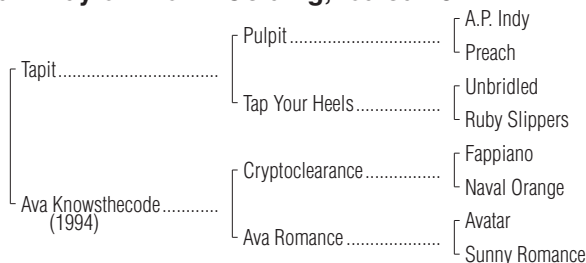 Pulpit
A.P. Indy
Preach
Tapit
Tap Your Heels
Unbridled
Ruby Slippers
Cryptoclearance
Fappiano
Naval Orange
Ava Knowsthecode
(1994)
Ava Romance
Avatar
Sunny Romance